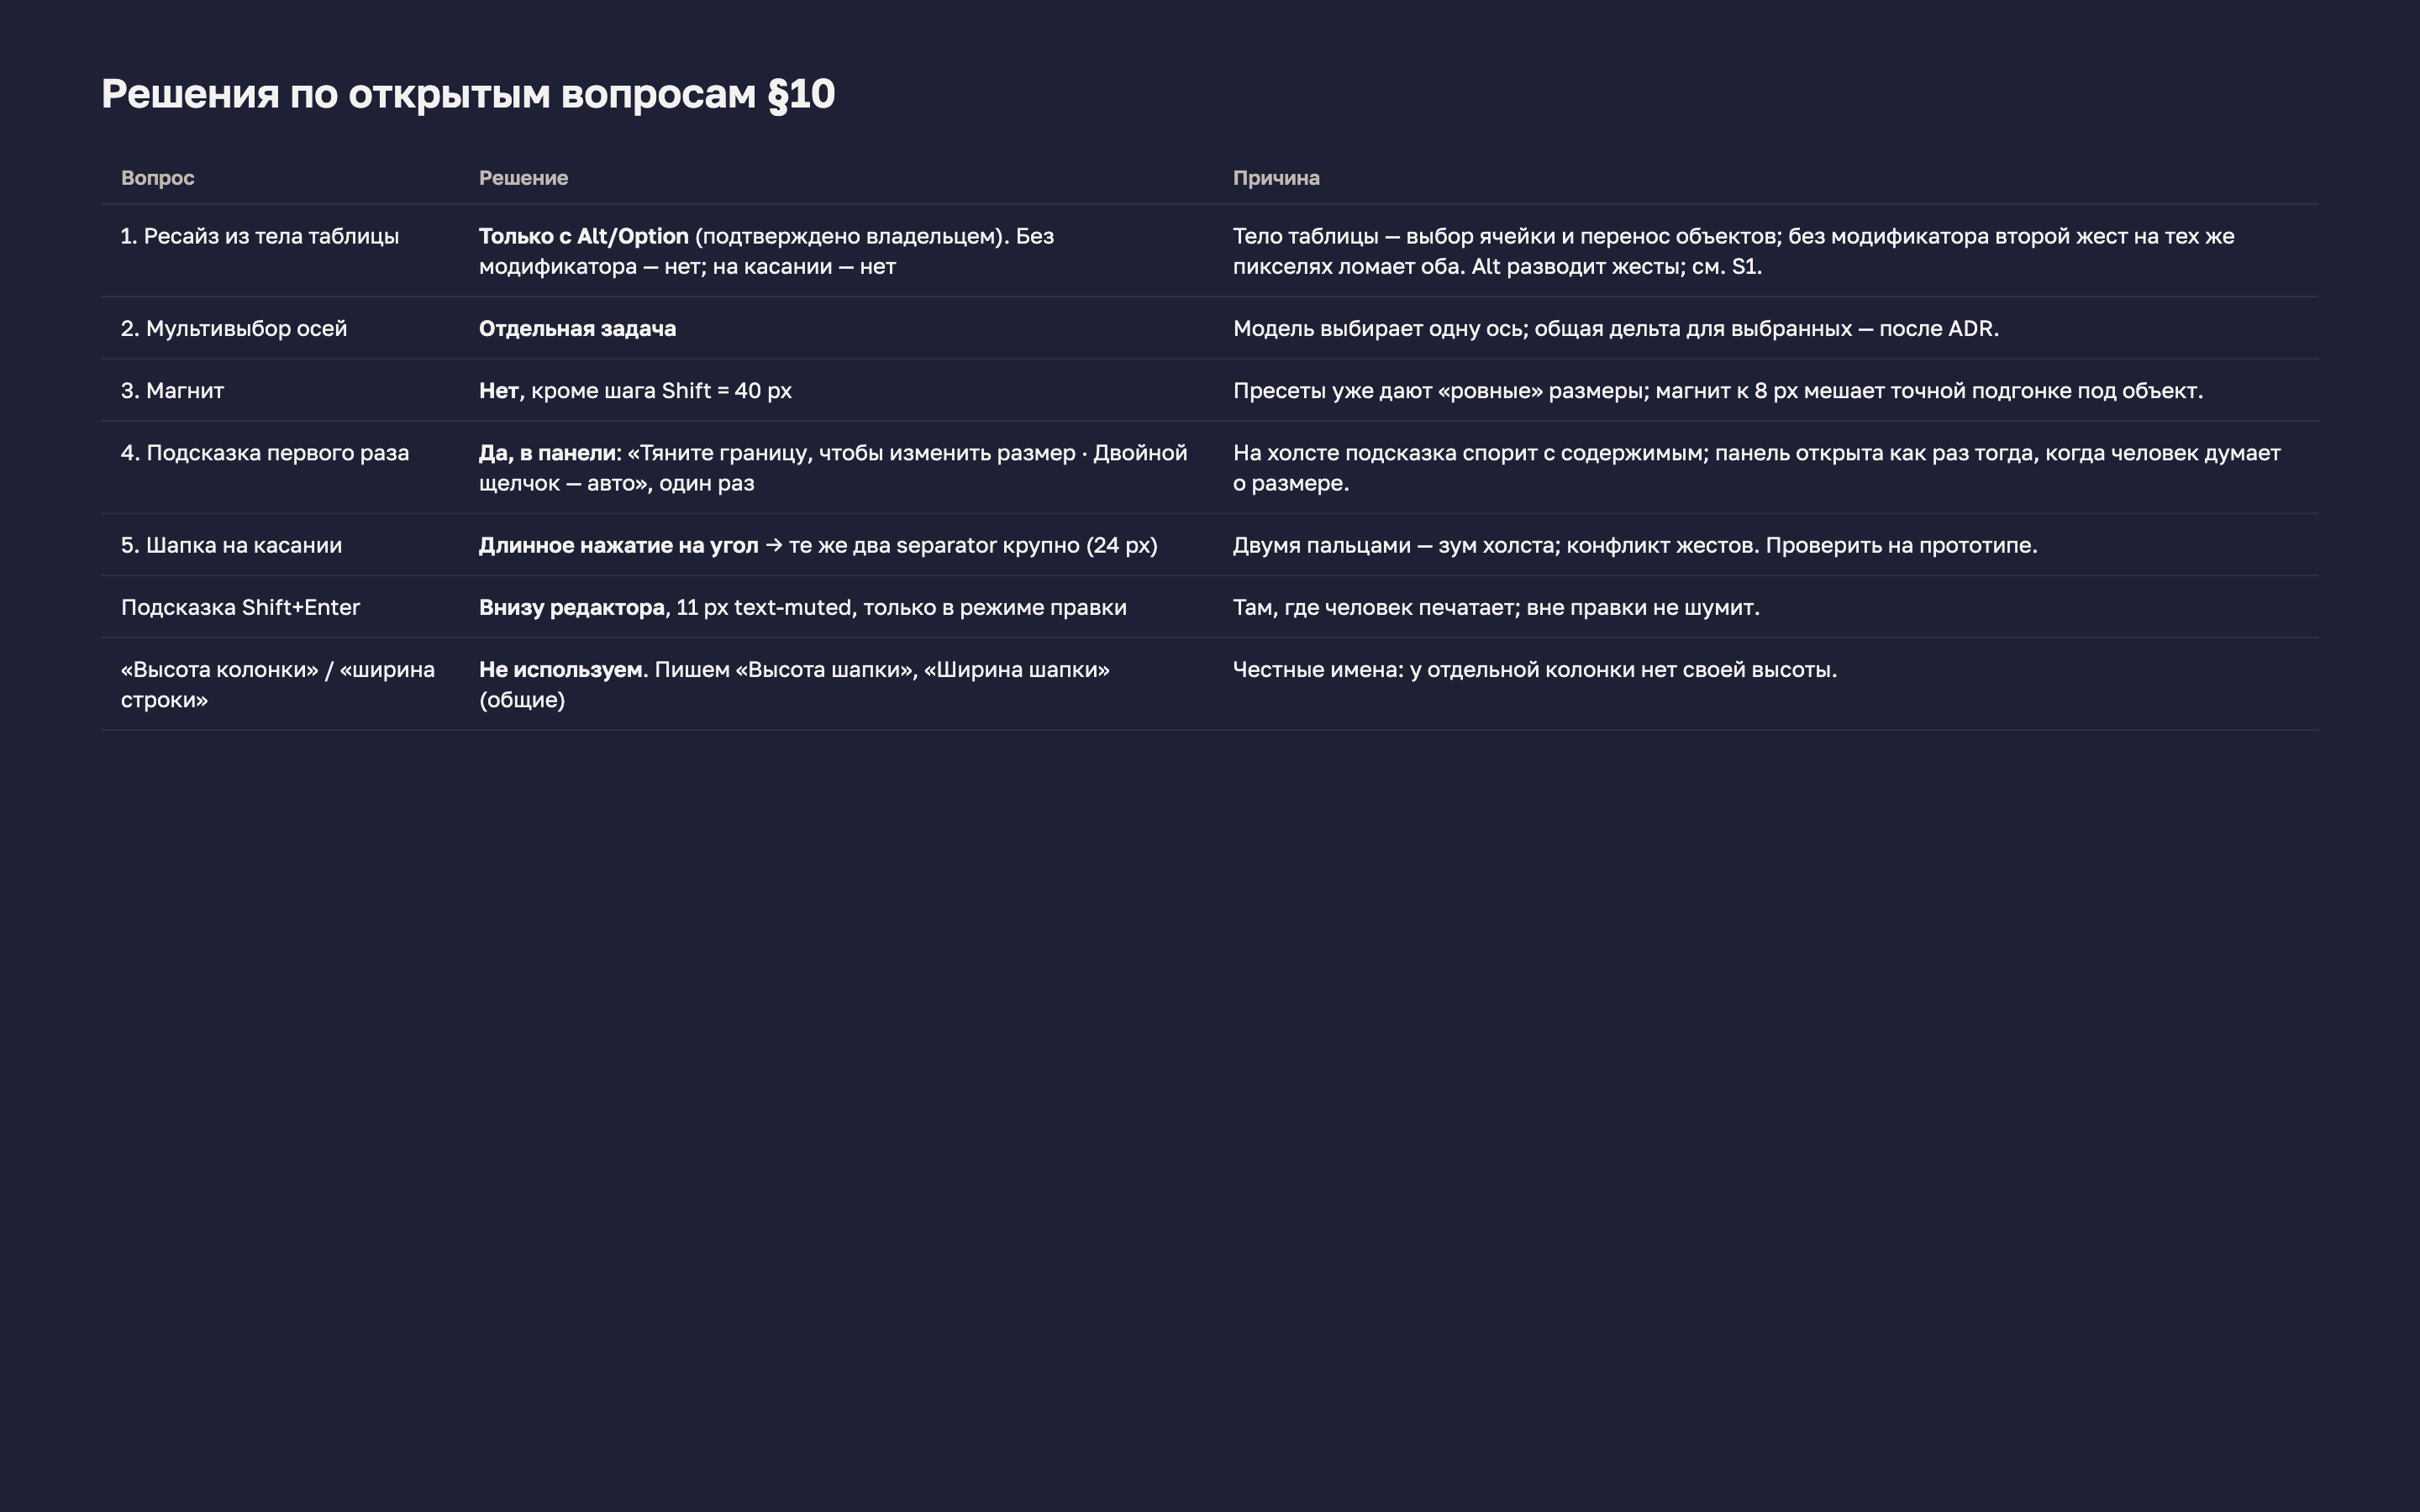 Решения по открытым вопросам §10
Вопрос
Решение
Причина
1. Ресайз из тела таблицы
Только с Alt/Option (подтверждено владельцем). Без
модификатора — нет; на касании — нет
Тело таблицы — выбор ячейки и перенос объектов; без модификатора второй жест на тех же
пикселях ломает оба. Alt разводит жесты; см. S1.
2. Мультивыбор осей
Отдельная задача
Модель выбирает одну ось; общая дельта для выбранных — после ADR.
3. Магнит
Нет, кроме шага Shift = 40 px
Пресеты уже дают «ровные» размеры; магнит к 8 px мешает точной подгонке под объект.
4. Подсказка первого раза
Да, в панели: «Тяните границу, чтобы изменить размер · Двойной
щелчок — авто», один раз
На холсте подсказка спорит с содержимым; панель открыта как раз тогда, когда человек думает
о размере.
5. Шапка на касании
Длинное нажатие на угол → те же два separator крупно (24 px)
Двумя пальцами — зум холста; конфликт жестов. Проверить на прототипе.
Подсказка Shift+Enter
Внизу редактора, 11 px text-muted, только в режиме правки
Там, где человек печатает; вне правки не шумит.
«Высота колонки» / «ширина
строки»
Не используем. Пишем «Высота шапки», «Ширина шапки»
(общие)
Честные имена: у отдельной колонки нет своей высоты.